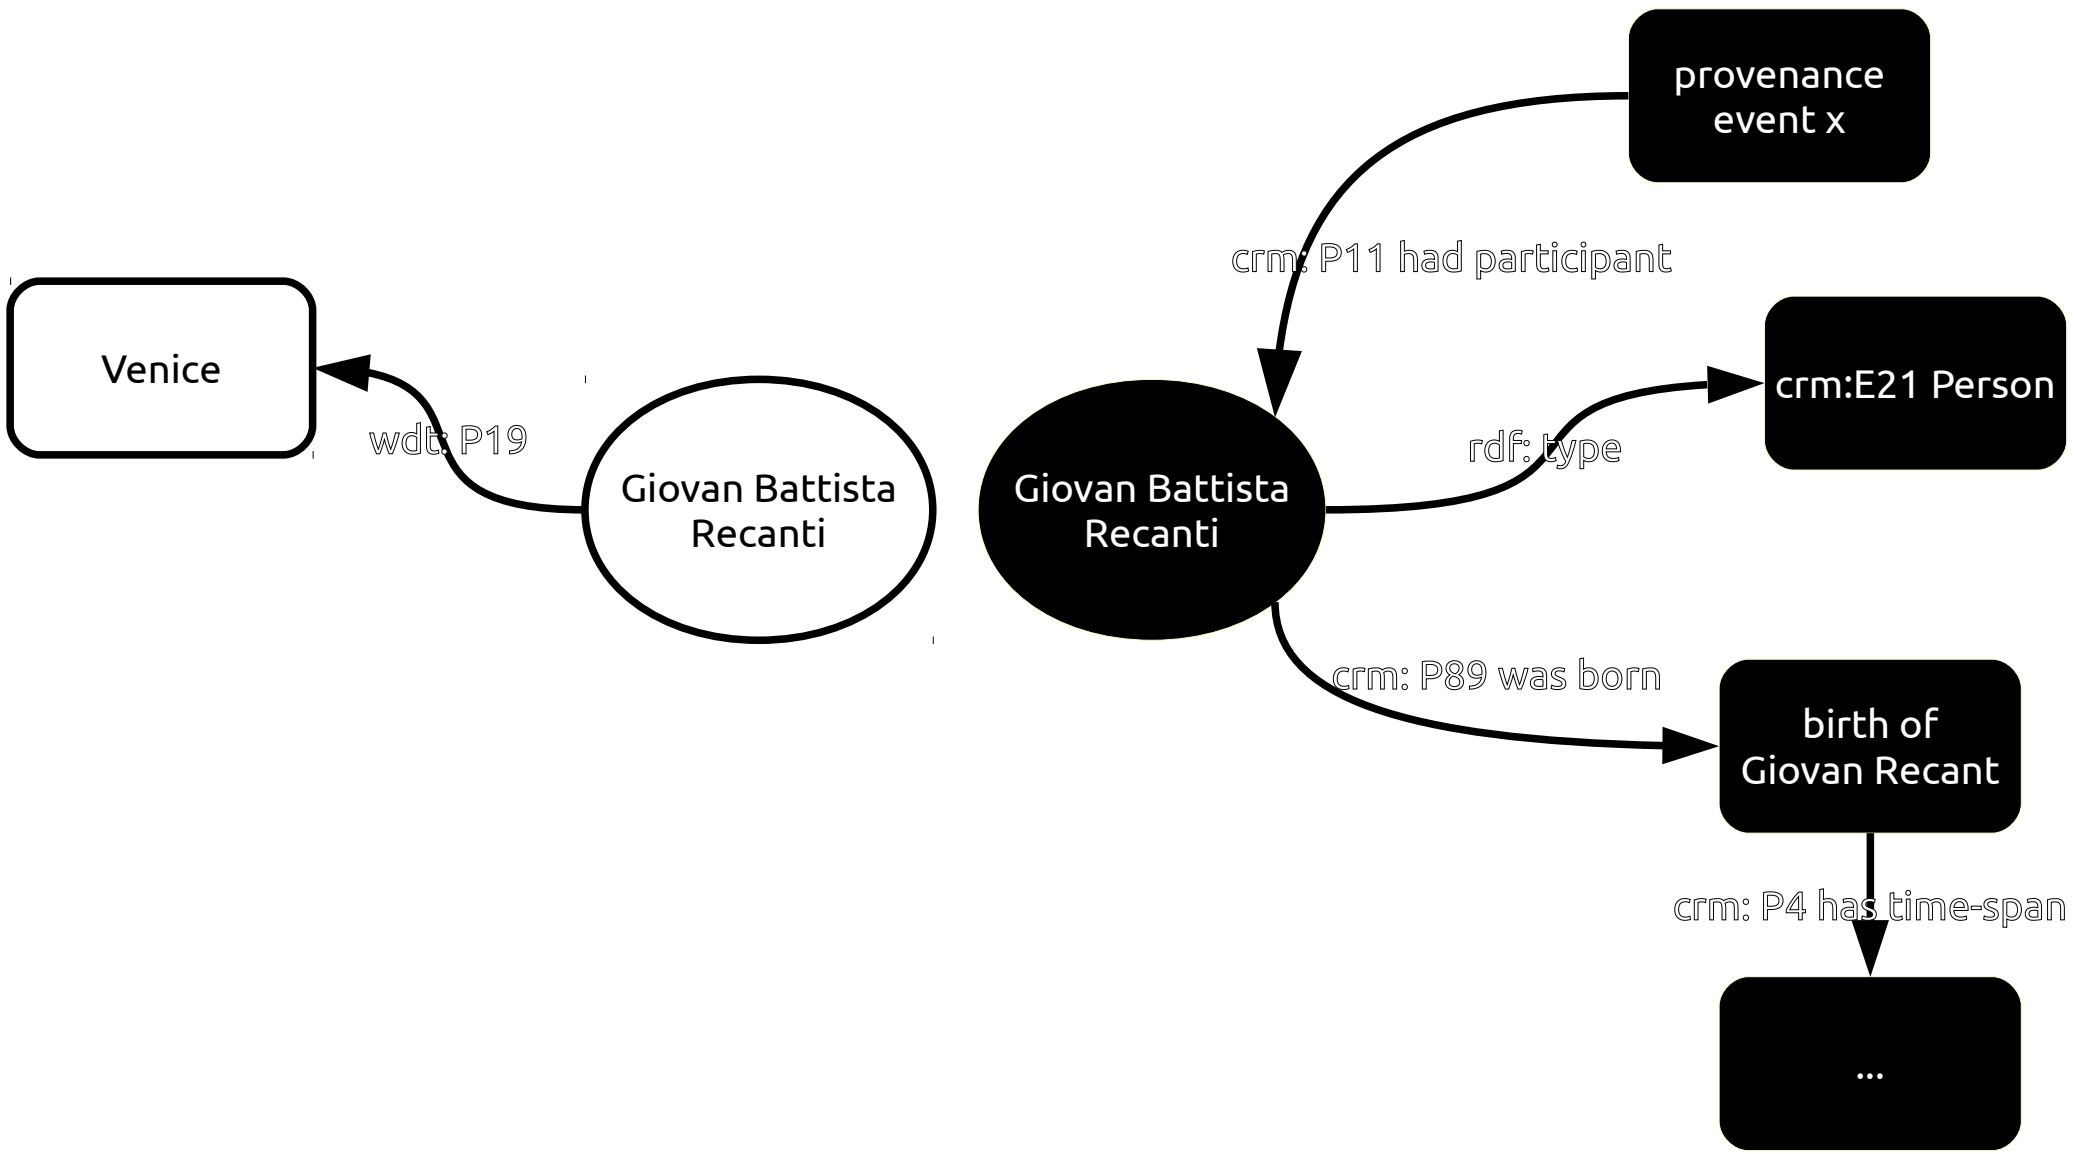 provenance
event x
crm: P11 had participant
Venice
wdt: P19
Giovan Battista
Recanti
Giovan Battista
Recanti
rdf: type
crm:E21 Person
crm: P89 was born
birth of
Giovan Recant
crm: P4 has time-span
...